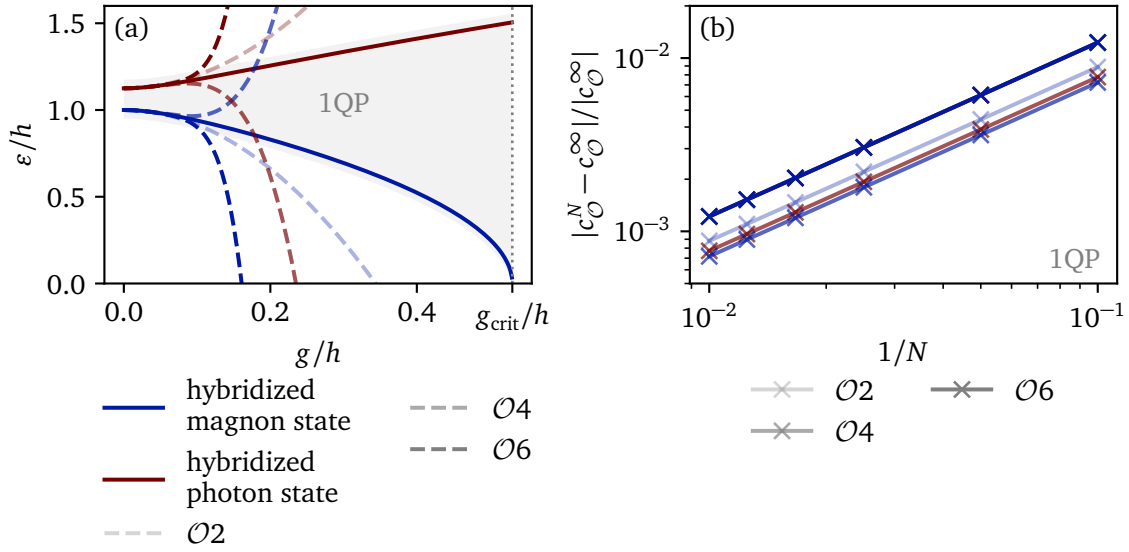 (a)
1.5
1.0
0.5
0.0
ε/h
1QP
0.0
0.2
0.4
g_crit/h
g/h
hybridized
magnon state
hybridized
photon state
𝒪2
𝒪4
𝒪6
(b)
10⁻²
10⁻³
|c_𝒪^N − c_𝒪^∞|/|c_𝒪^∞|
1QP
10⁻²
10⁻¹
1/N
𝒪2
𝒪4
𝒪6